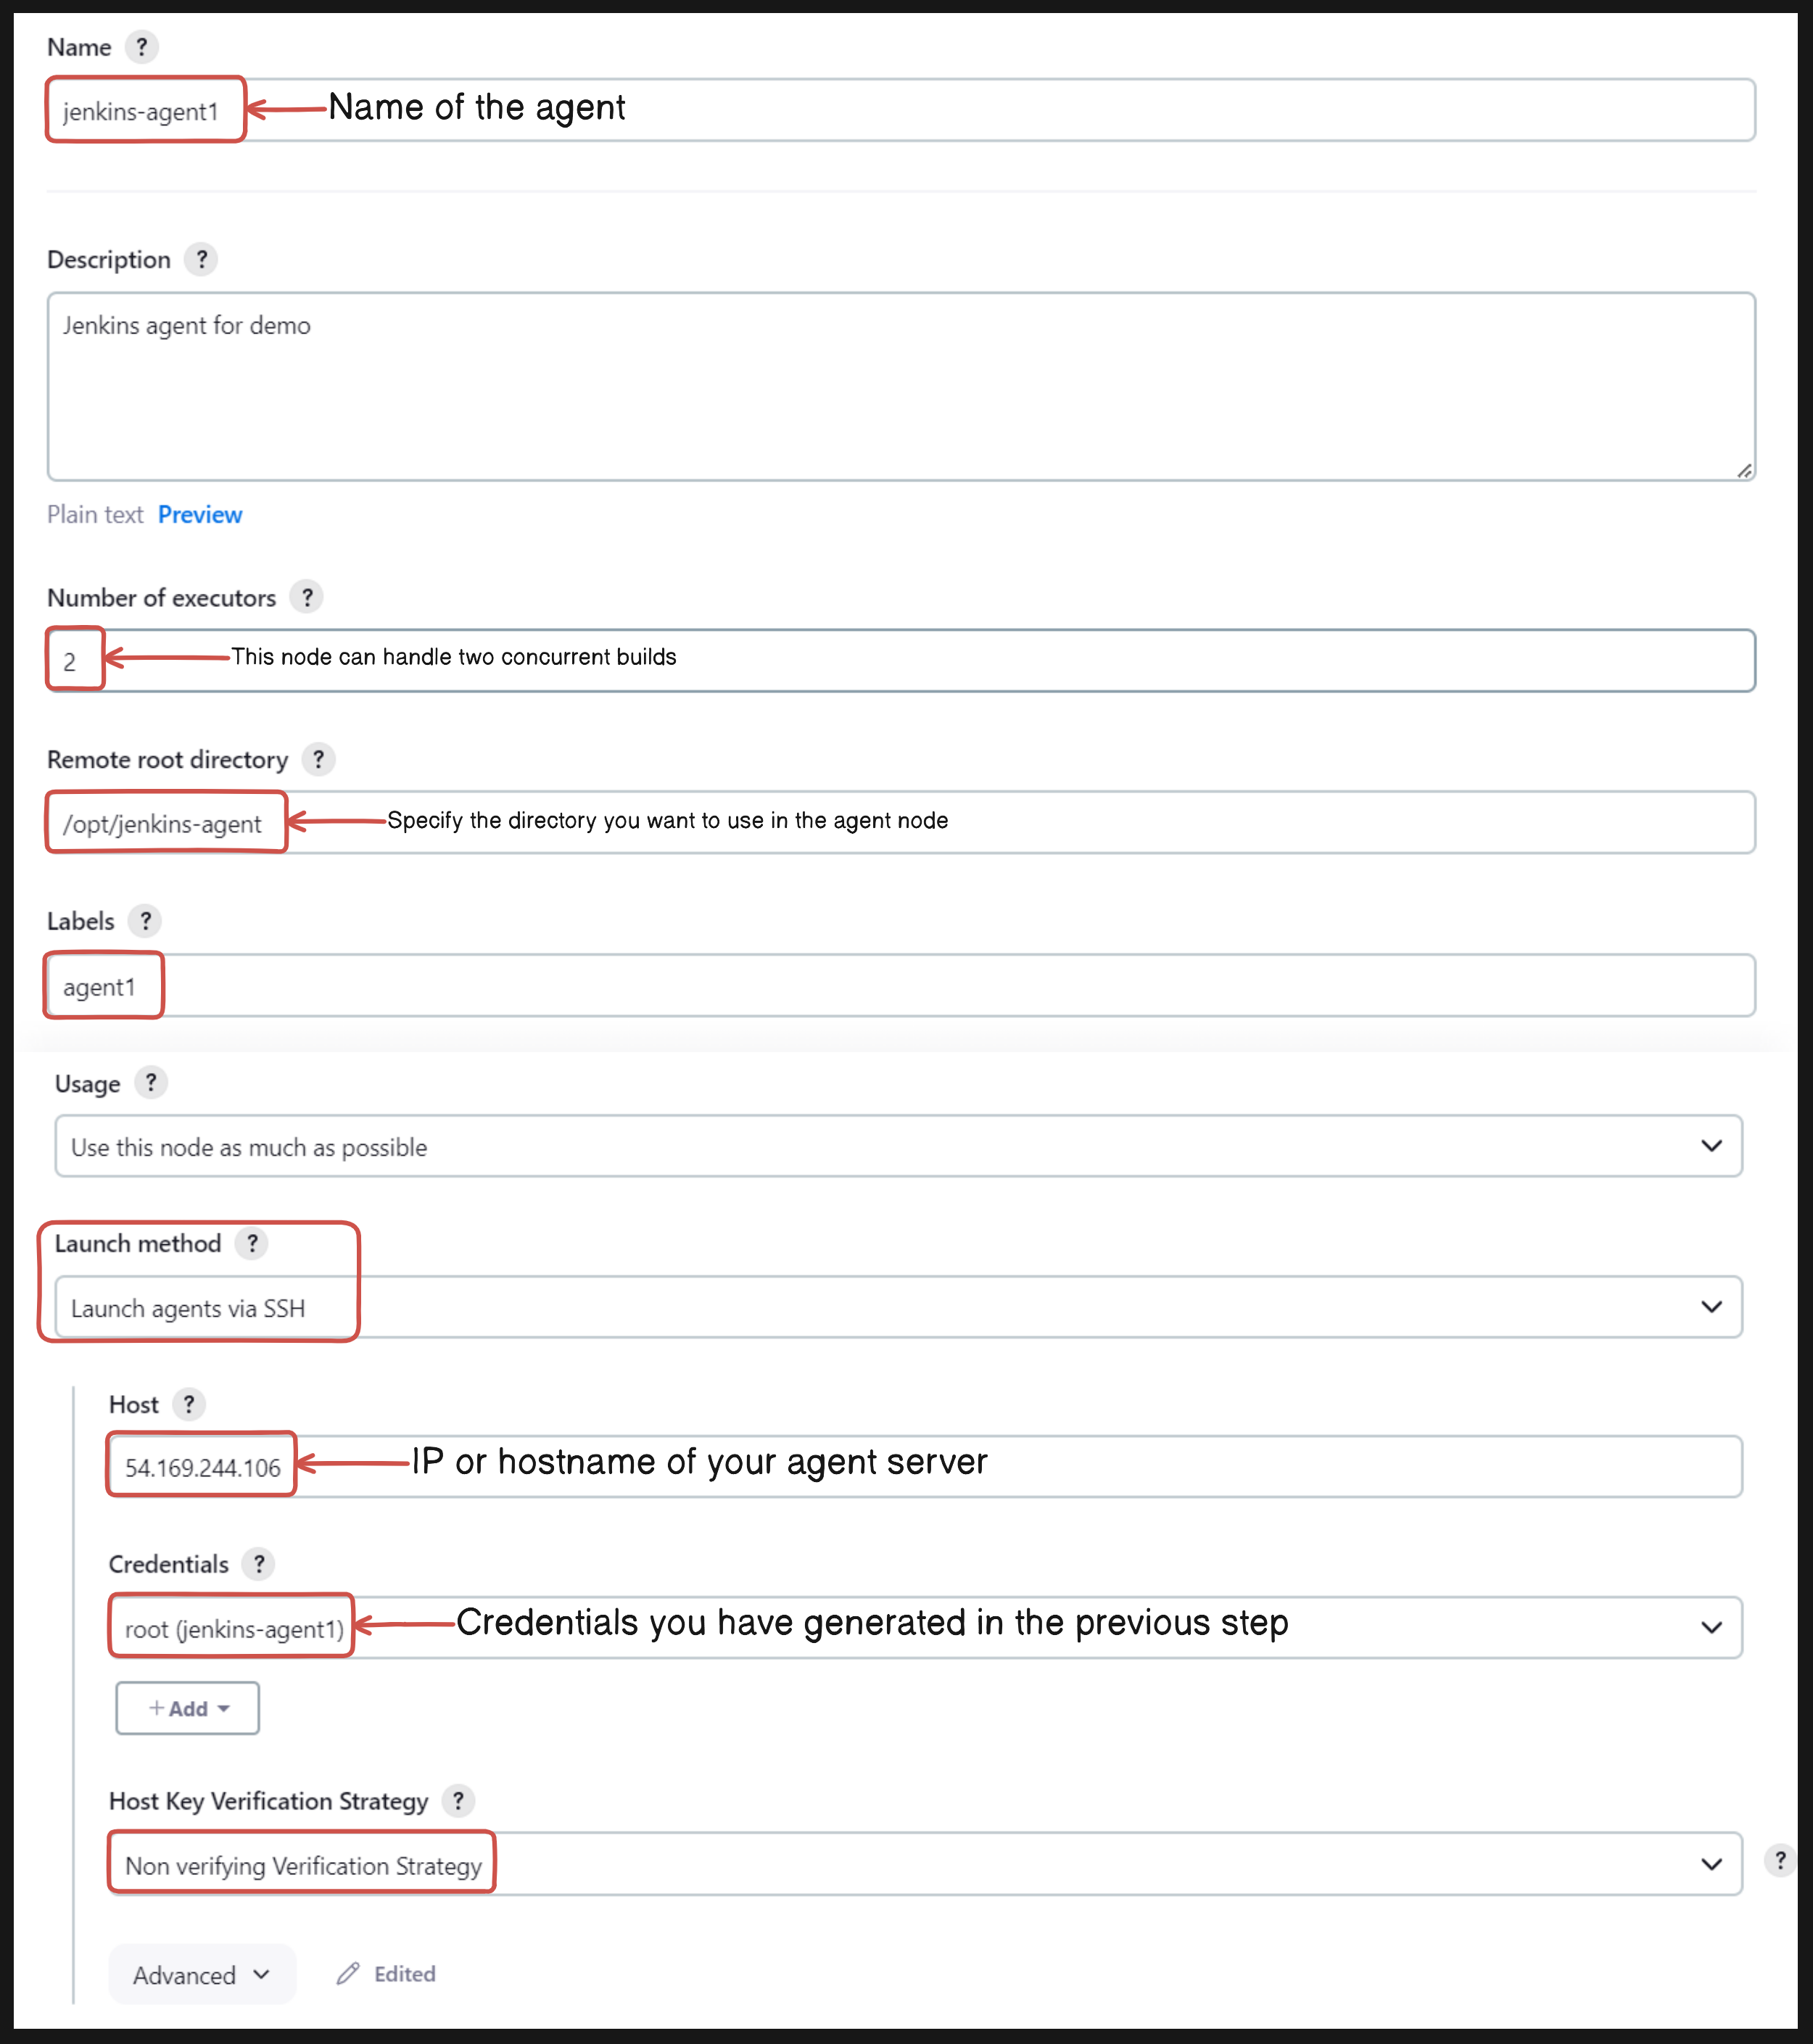 Name ?
jenkins-agent1 Name of the agent
Description ?
Jenkins agent for demo
Plain text Preview
Number of executors ?
2 This node can handle two concurrent builds
Remote root directory ?
/opt/jenkins-agent Specify the directory you want to use in the agent node
Labels ?
agent1
Usage ?
Use this node as much as possible
Launch method ?
Launch agents via SSH
Host ?
54.169.244.106 IP or hostname of your agent server
Credentials ?
root (jenkins-agent1) Credentials you have generated in the previous step
+ Add
Host Key Verification Strategy ?
Non verifying Verification Strategy ?
Advanced Edited